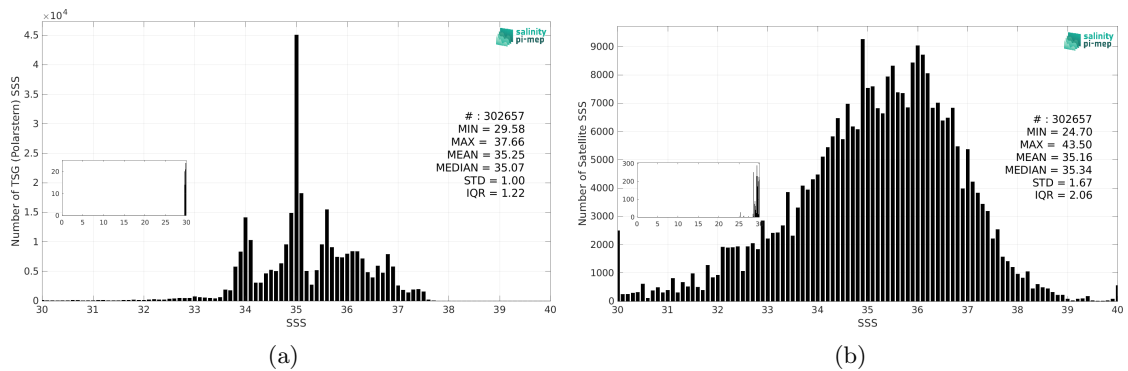 ×10⁴
4.5
4
3.5
3
2.5
2
1.5
1
0.5
0
Number of TSG (Polarstern) SSS
salinity
pi-mep
# : 302657
MIN = 29.58
MAX = 37.66
MEAN = 35.25
MEDIAN = 35.07
STD = 1.00
IQR = 1.22
20
10
0
0 5 10 15 20 25 30
30 31 32 33 34 35 36 37 38 39 40
SSS
(a)
9000
8000
7000
6000
5000
4000
3000
2000
1000
0
Number of Satellite SSS
salinity
pi-mep
# : 302657
MIN = 24.70
MAX = 43.50
MEAN = 35.16
MEDIAN = 35.34
STD = 1.67
IQR = 2.06
300
200
100
0
0 5 10 15 20 25 30
30 31 32 33 34 35 36 37 38 39 40
SSS
(b)